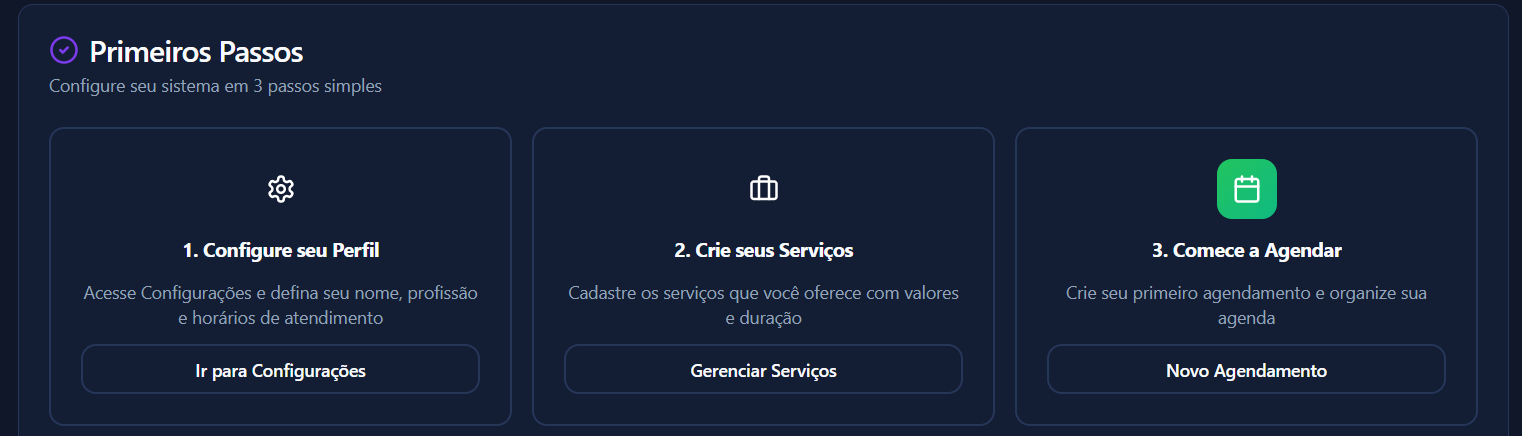 Primeiros Passos
Configure seu sistema em 3 passos simples
1. Configure seu Perfil
Acesse Configurações e defina seu nome, profissão
e horários de atendimento
Ir para Configurações
2. Crie seus Serviços
Cadastre os serviços que você oferece com valores
e duração
Gerenciar Serviços
3. Comece a Agendar
Crie seu primeiro agendamento e organize sua
agenda
Novo Agendamento